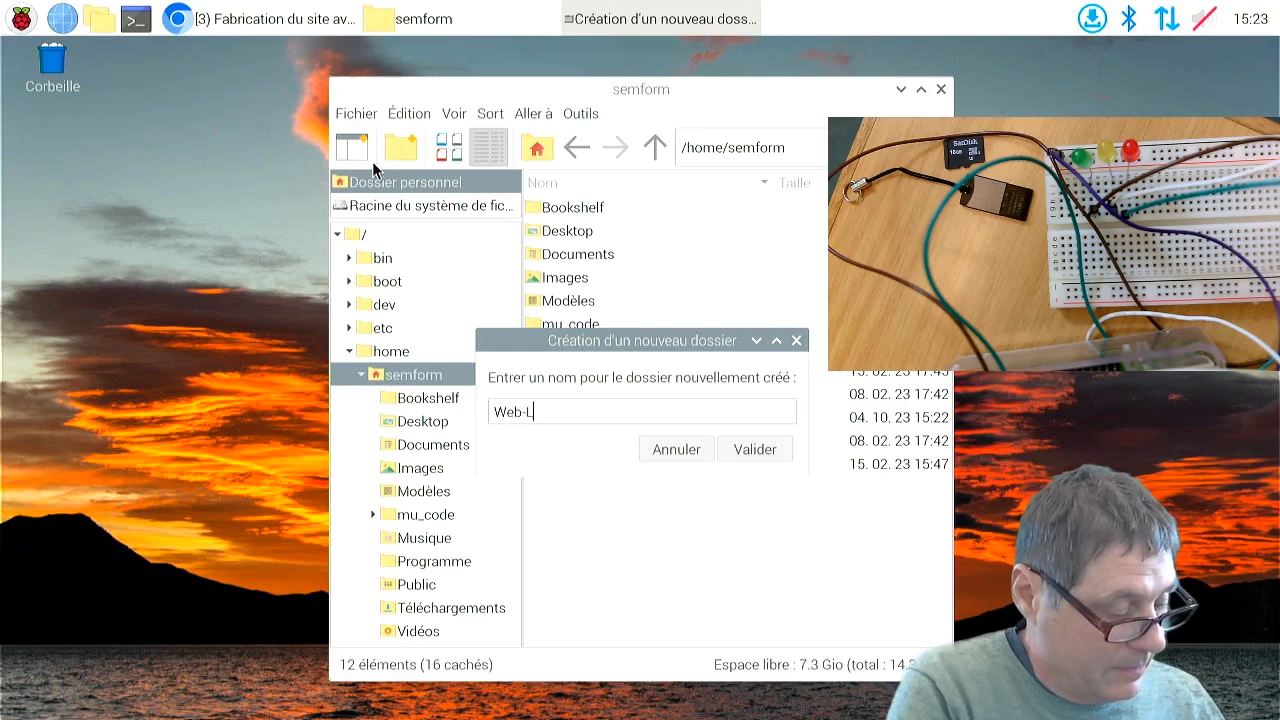 [3] Fabrication du site av...
semform
Création d'un nouveau doss...
15:23
Corbeille
semform
Fichier Édition Voir Sort Aller à Outils
/home/semform
Dossier personnel
Racine du système de fic...
Nom Taille
/
bin
boot
dev
etc
home
semform
Bookshelf
Desktop
Documents
Images
Modèles
mu_code
Musique
Programme
Public
Téléchargements
Vidéos
Bookshelf
Desktop
Documents
Images
Modèles
mu_code
Création d'un nouveau dossier
Entrer un nom pour le dossier nouvellement créé :
Web-L
Annuler Valider
08. 02. 23 17:42
04. 10. 23 15:22
08. 02. 23 17:42
15. 02. 23 15:47
12 éléments (16 cachés)
Espace libre : 7.3 Gio (total : 14.
SanDisk